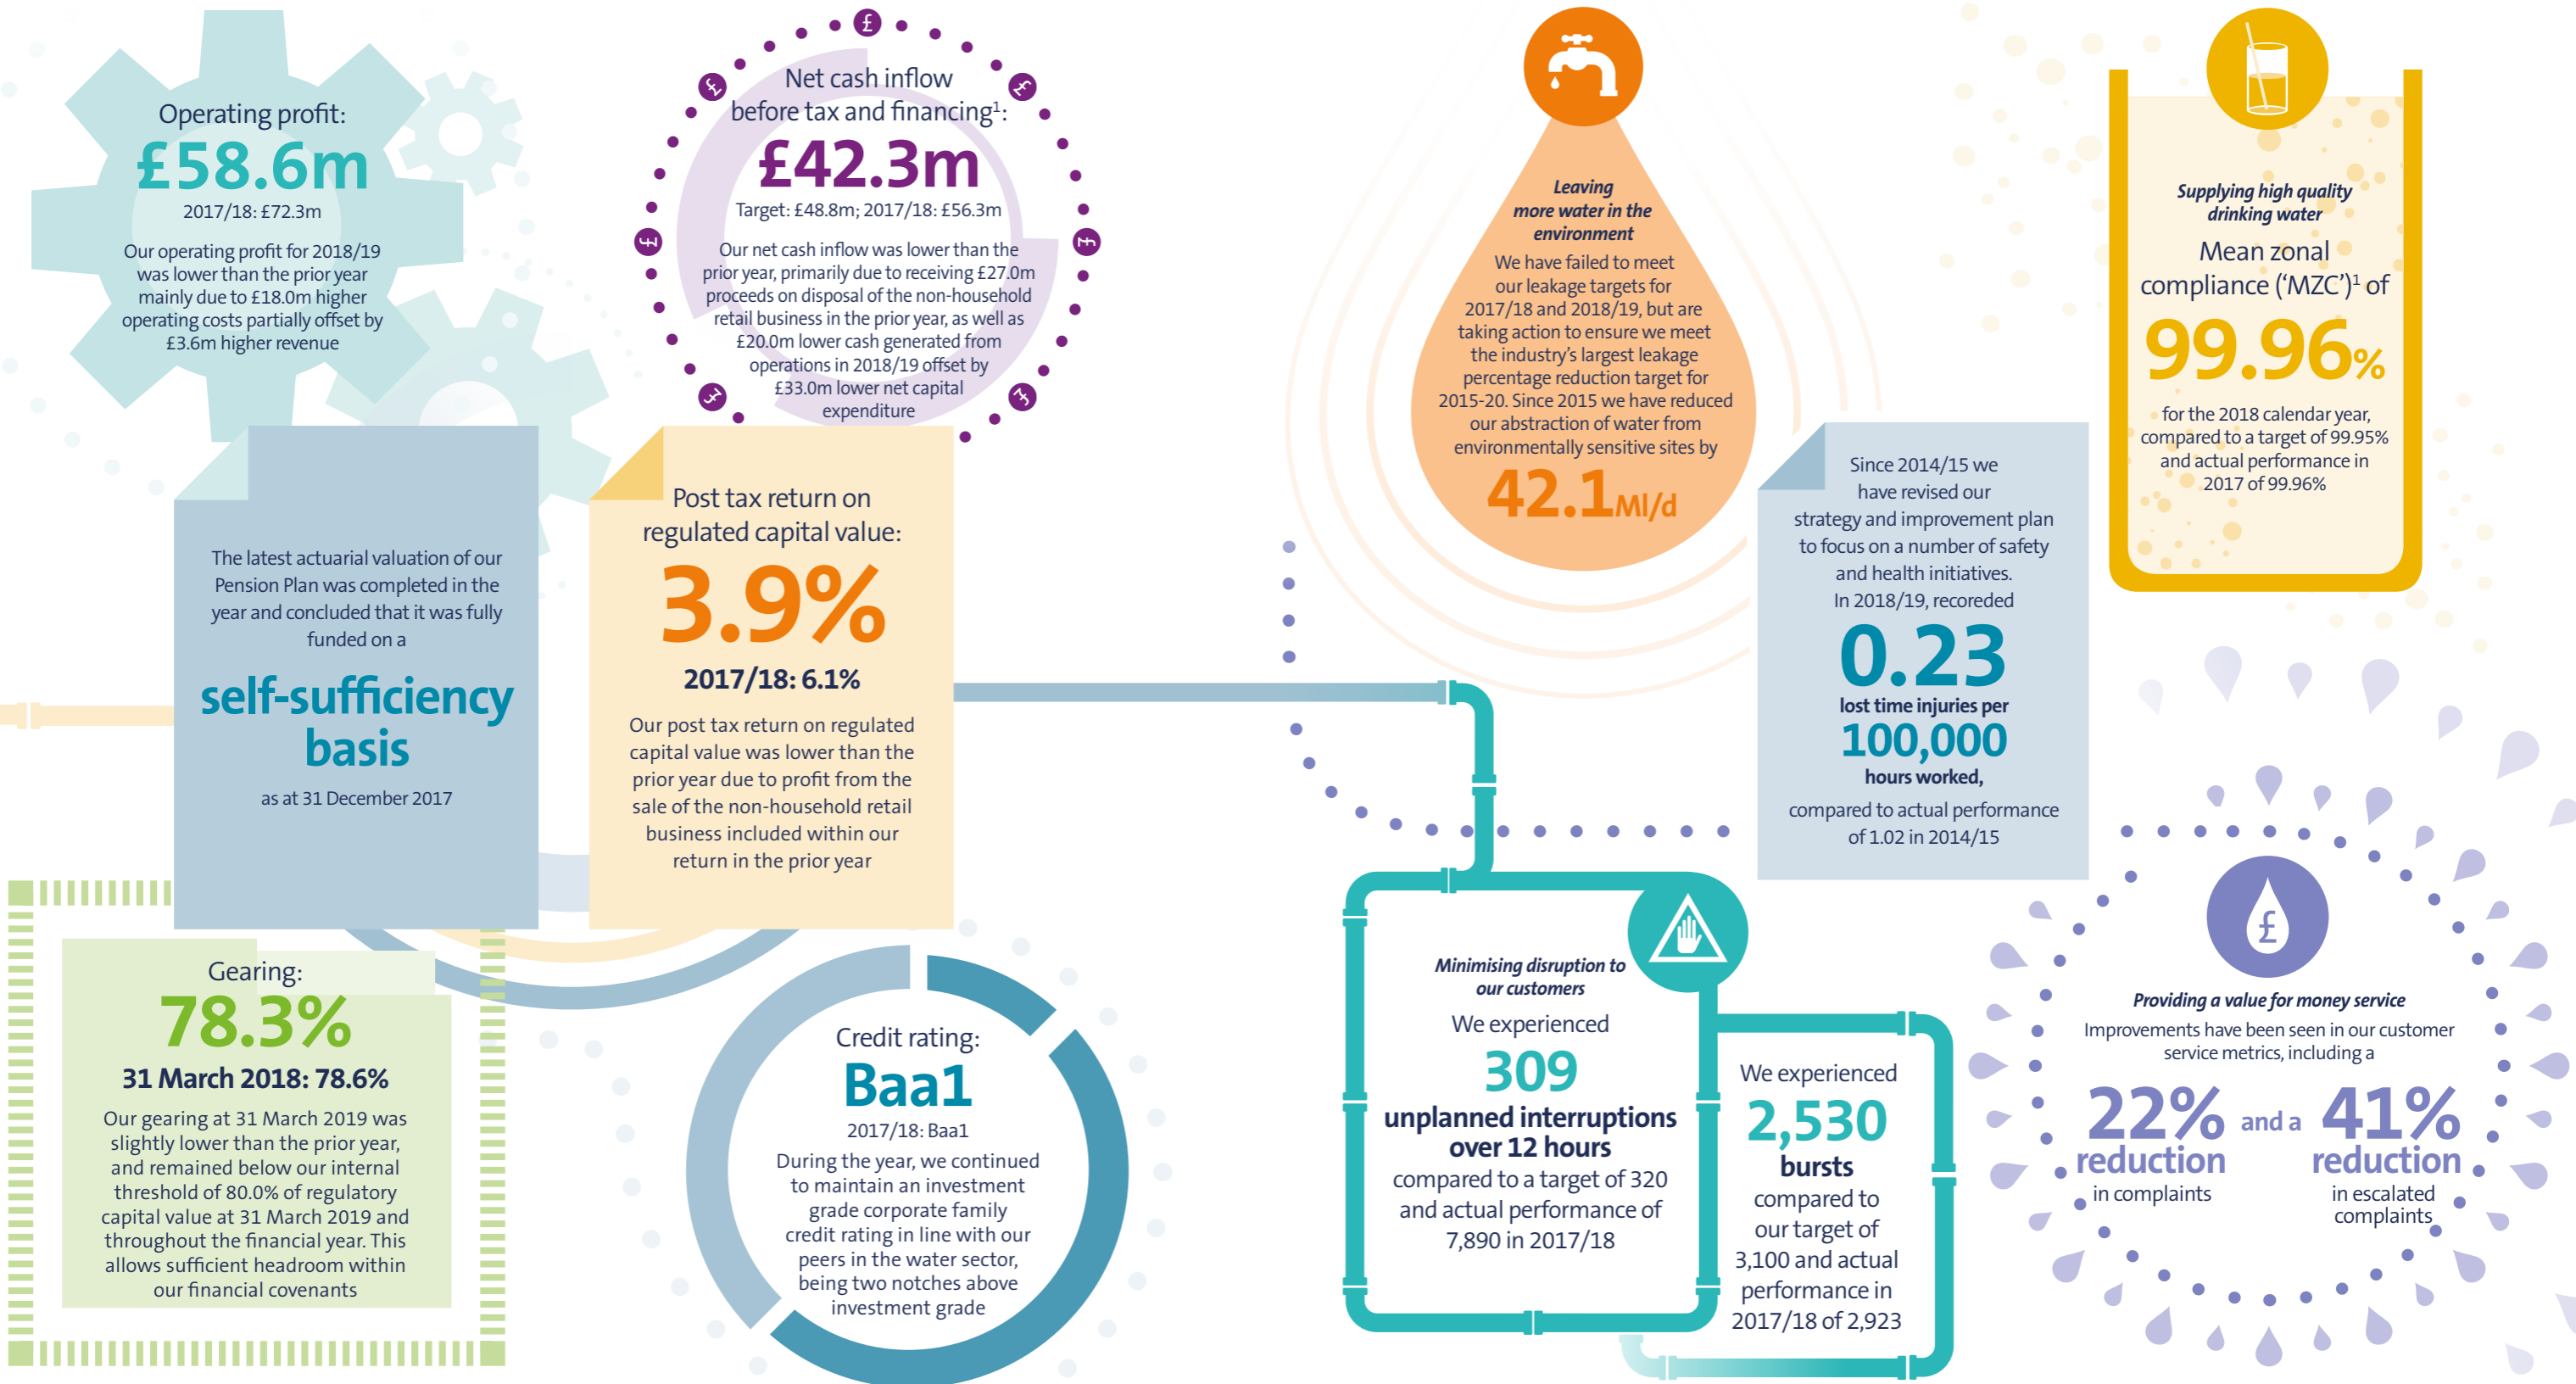 Operating profit:
£58.6m
2017/18: £72.3m
Our operating profit for 2018/19
was lower than the prior year
mainly due to £18.0m higher
operating costs partially offset by
£3.6m higher revenue
£
£
£
£
£
£
£
Net cash inflow
before tax and financing1:
£42.3m
Target: £48.8m; 2017/18: £56.3m
Our net cash inflow was lower than the
prior year, primarily due to receiving £27.0m
proceeds on disposal of the non-household
retail business in the prior year, as well as
£20.0m lower cash generated from
operations in 2018/19 offset by
£33.0m lower net capital
expenditure
The latest actuarial valuation of our
Pension Plan was completed in the
year and concluded that it was fully
funded on a
self-sufficiency
basis
as at 31 December 2017
Post tax return on
regulated capital value:
3.9%
2017/18: 6.1%
Our post tax return on regulated
capital value was lower than the
prior year due to profit from the
sale of the non-household retail
business included within our
return in the prior year
Gearing:
78.3%
31 March 2018: 78.6%
Our gearing at 31 March 2019 was
slightly lower than the prior year,
and remained below our internal
threshold of 80.0% of regulatory
capital value at 31 March 2019 and
throughout the financial year. This
allows sufficient headroom within
our financial covenants
Credit rating:
Baa1
2017/18: Baa1
During the year, we continued
to maintain an investment
grade corporate family
credit rating in line with our
peers in the water sector,
being two notches above
investment grade
Leaving
more water in the
environment
We have failed to meet
our leakage targets for
2017/18 and 2018/19, but are
taking action to ensure we meet
the industry's largest leakage
percentage reduction target for
2015-20. Since 2015 we have reduced
our abstraction of water from
environmentally sensitive sites by
42.1Ml/d
Since 2014/15 we
have revised our
strategy and improvement plan
to focus on a number of safety
and health initiatives.
In 2018/19, recoreded
0.23
lost time injuries per
100,000
hours worked,
compared to actual performance
of 1.02 in 2014/15
Supplying high quality
drinking water
Mean zonal
compliance ('MZC')1 of
99.96%
for the 2018 calendar year,
compared to a target of 99.95%
and actual performance in
2017 of 99.96%
Minimising disruption to
our customers
We experienced
309
unplanned interruptions
over 12 hours
compared to a target of 320
and actual performance of
7,890 in 2017/18
We experienced
2,530
bursts
compared to
our target of
3,100 and actual
performance in
2017/18 of 2,923
£
Providing a value for money service
Improvements have been seen in our customer
service metrics, including a
22% and a 41%
reduction reduction
in complaints in escalated
complaints